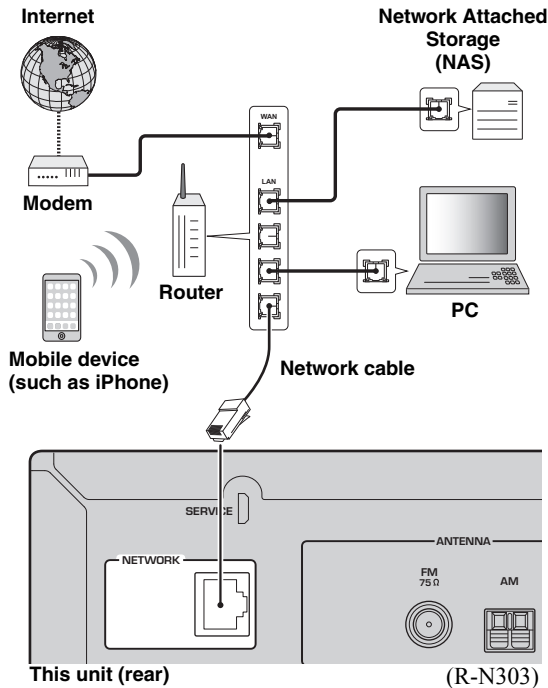 Internet
Network Attached
Storage
(NAS)
WAN
LAN
Modem
Router
PC
Mobile device
(such as iPhone)
Network cable
SERVICE
NETWORK
ANTENNA
FM
75 Ω
AM
This unit (rear)
(R-N303)